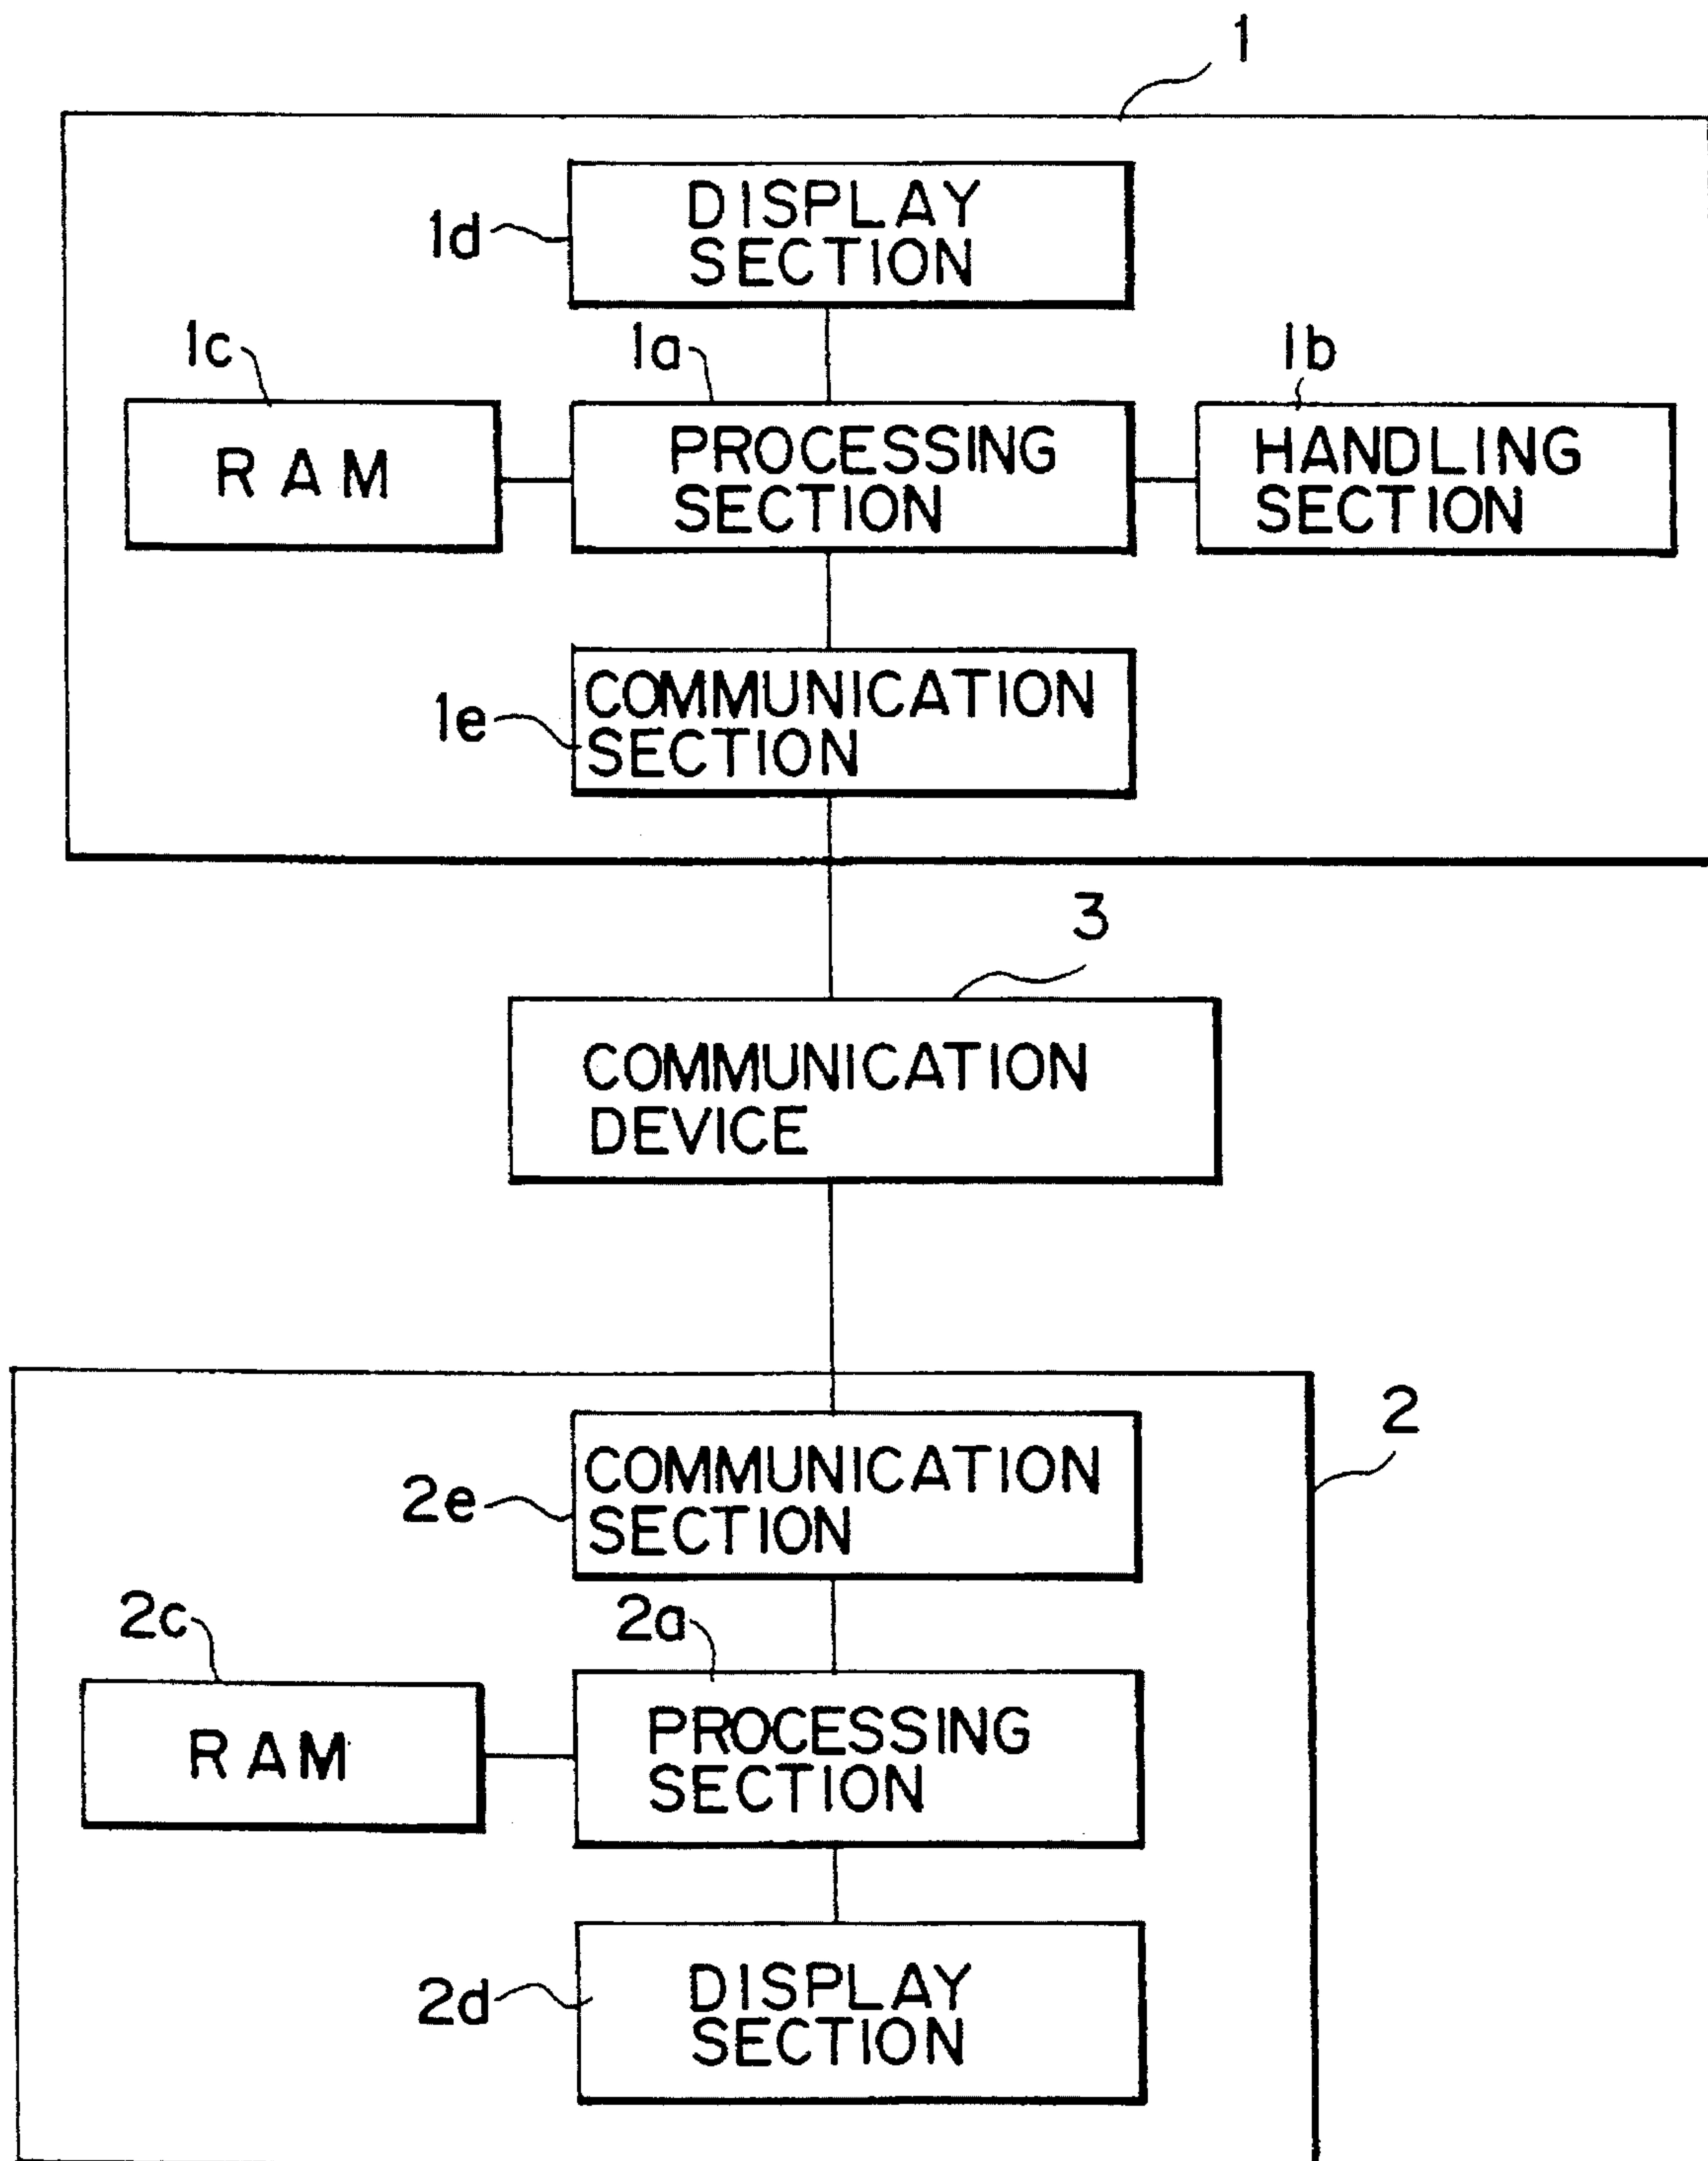 1
1d
DISPLAY
SECTION
1c
1a
1b
RAM
PROCESSING
SECTION
HANDLING
SECTION
1e
COMMUNICATION
SECTION
3
COMMUNICATION
DEVICE
2
2e
COMMUNICATION
SECTION
2c
2a
RAM
PROCESSING
SECTION
2d
DISPLAY
SECTION